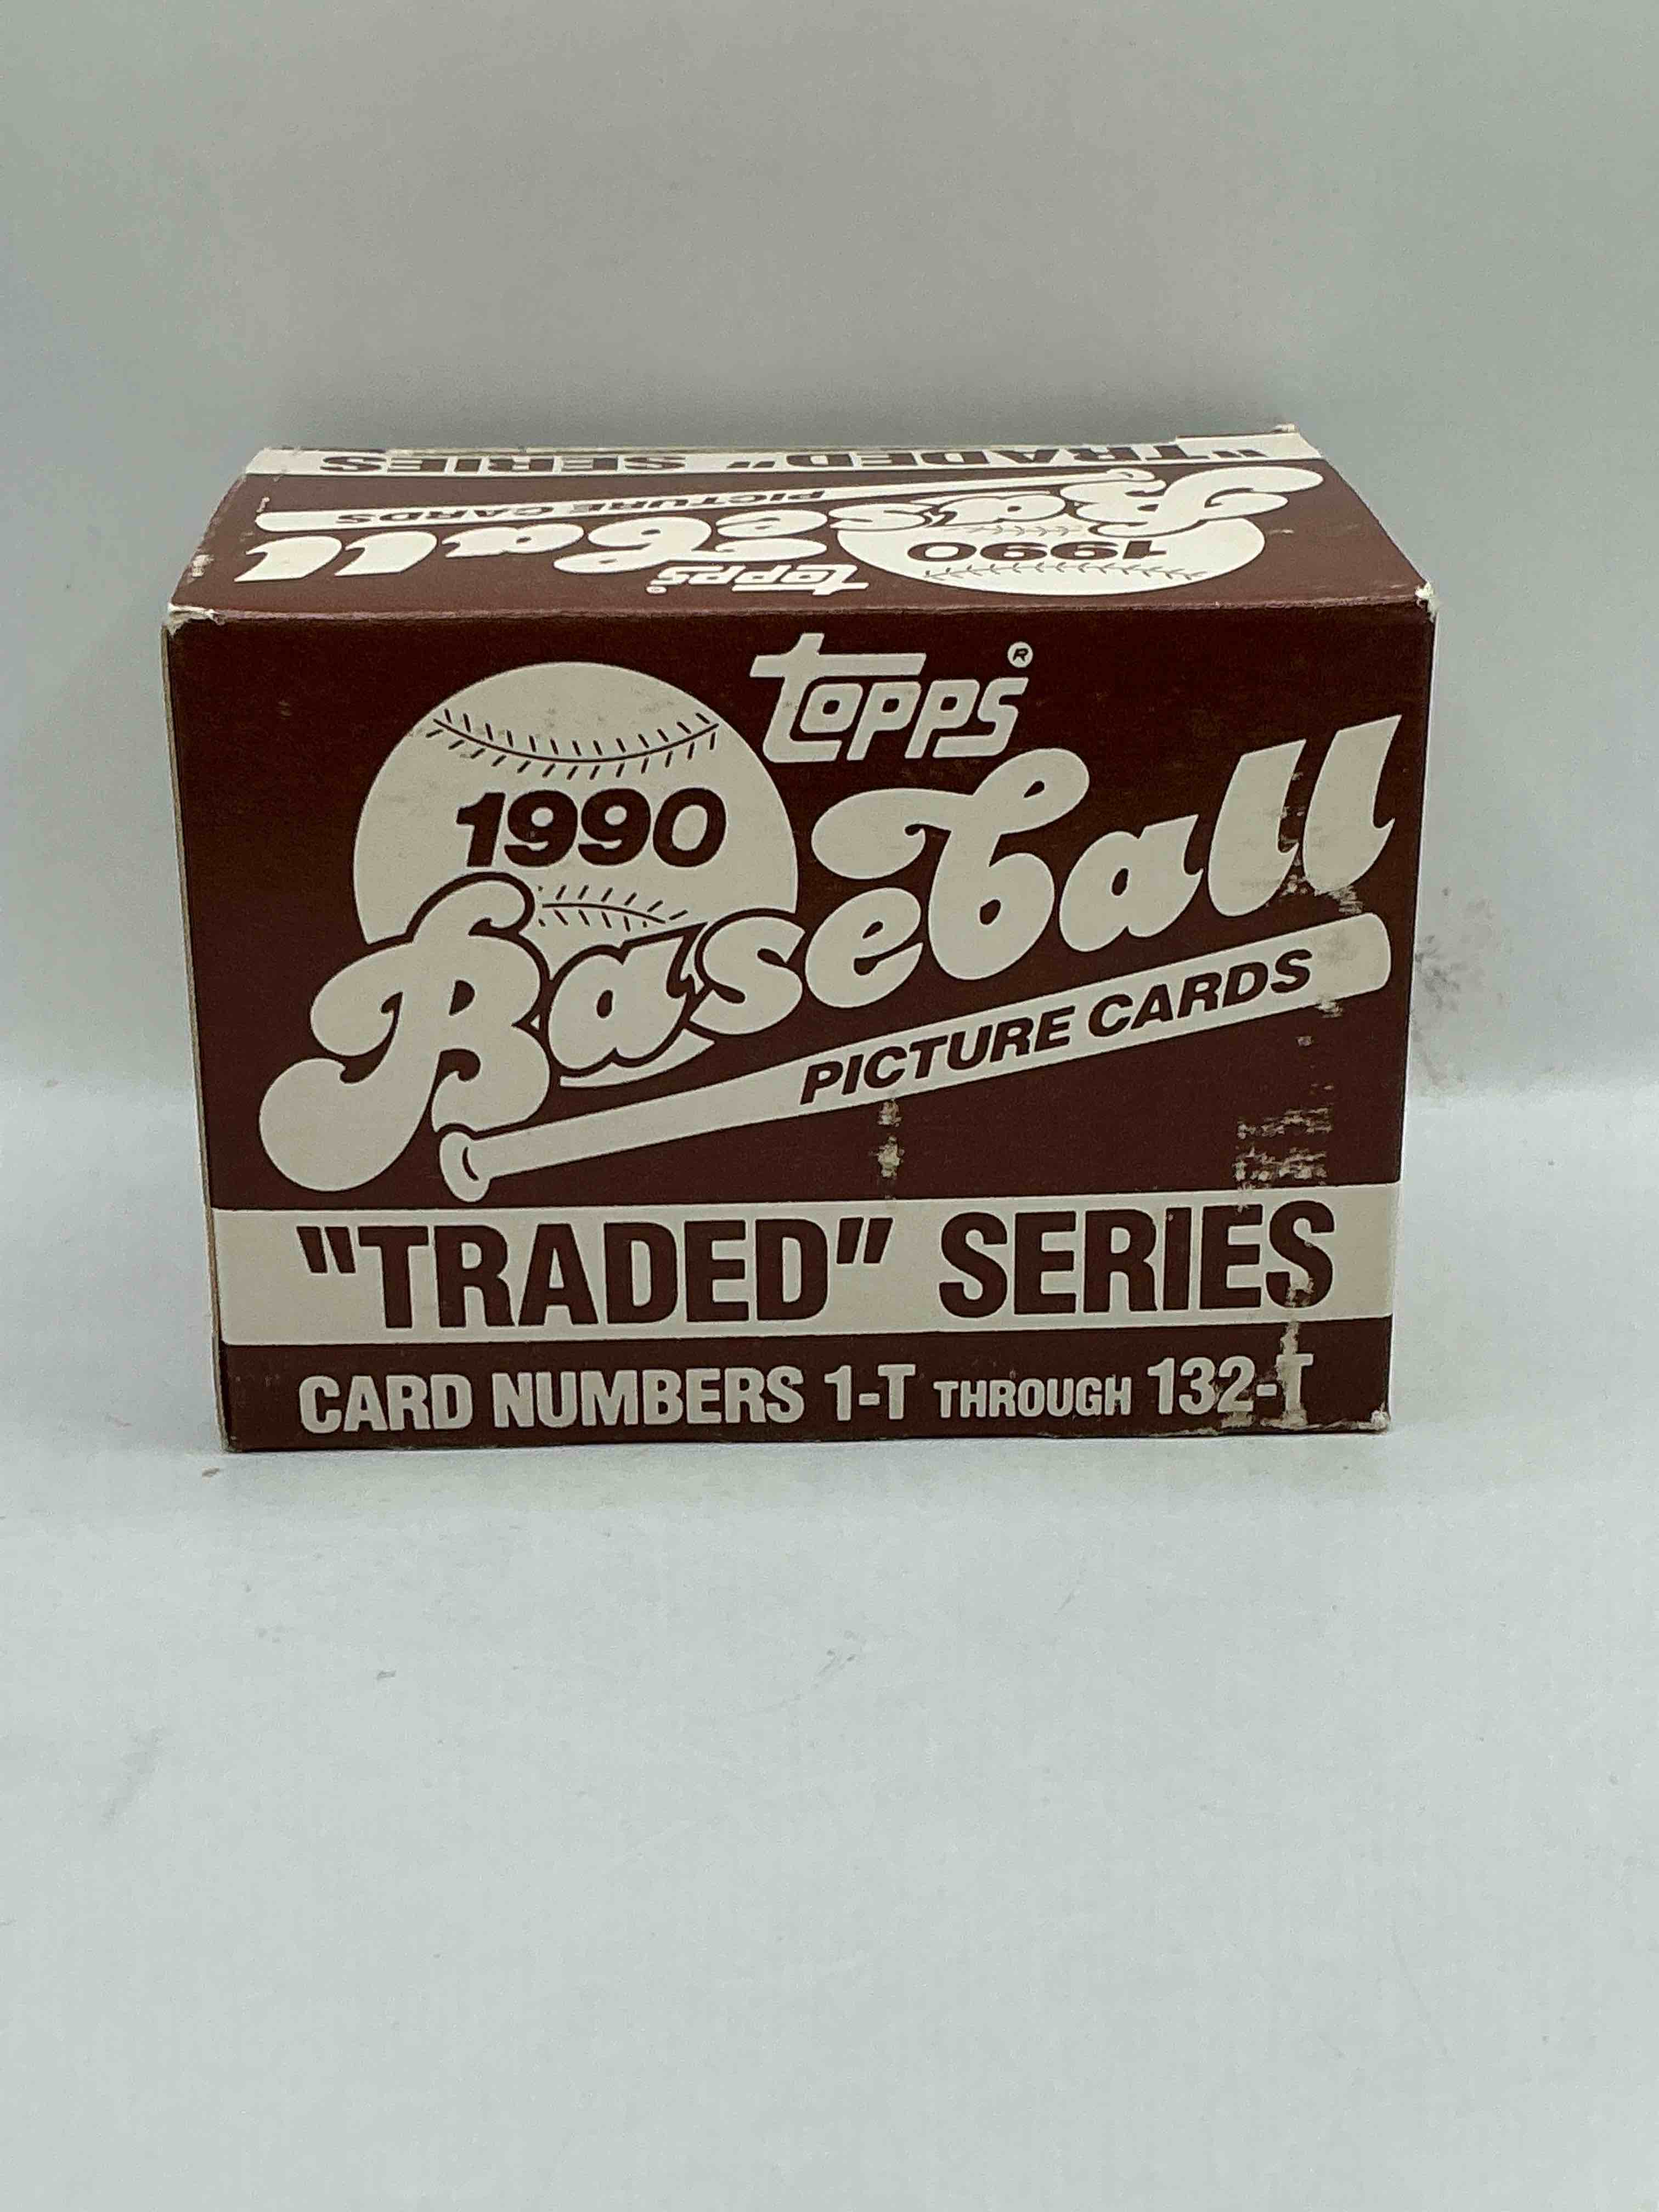 "TRADED" SERIES
PICTURE CARDS
Baseball
1990
topps®
topps®
1990
Baseball
PICTURE CARDS
"TRADED" SERIES
CARD NUMBERS 1-T THROUGH 132-T